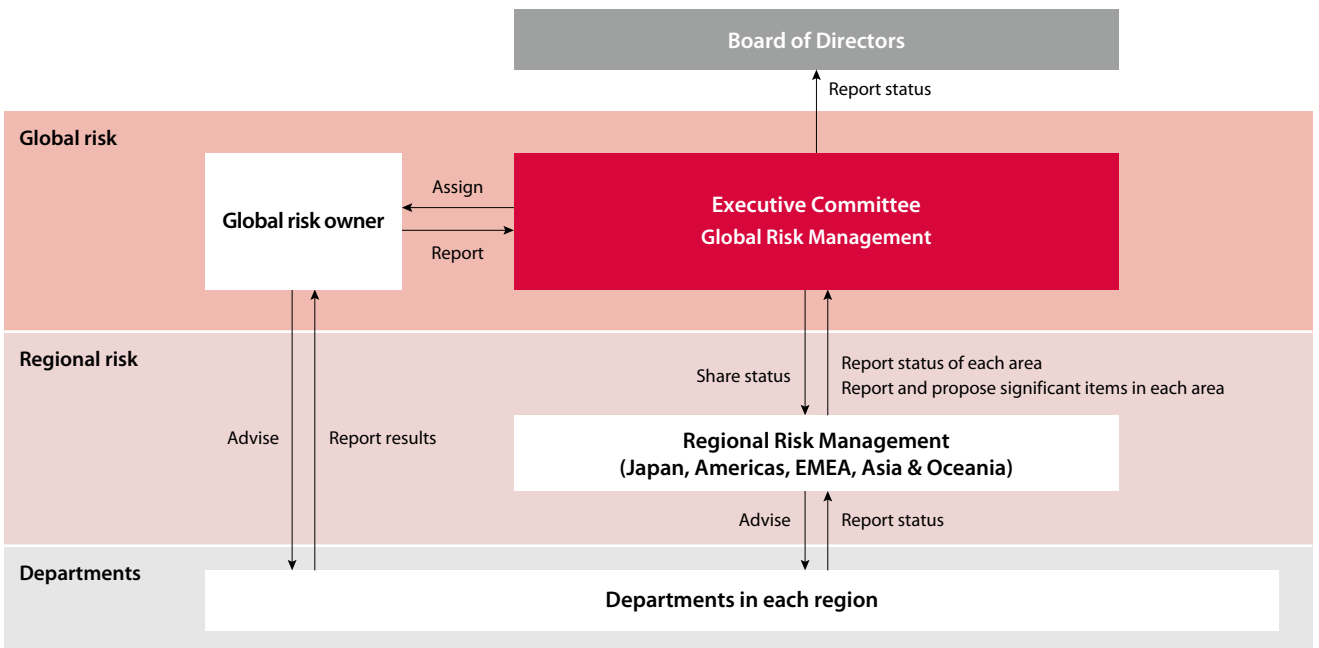 Board of Directors
Report status
Global risk
Global risk owner
Assign
Report
Executive Committee
Global Risk Management
Regional risk
Share status
Report status of each area
Report and propose significant items in each area
Advise
Report results
Regional Risk Management
(Japan, Americas, EMEA, Asia & Oceania)
Advise
Report status
Departments
Departments in each region